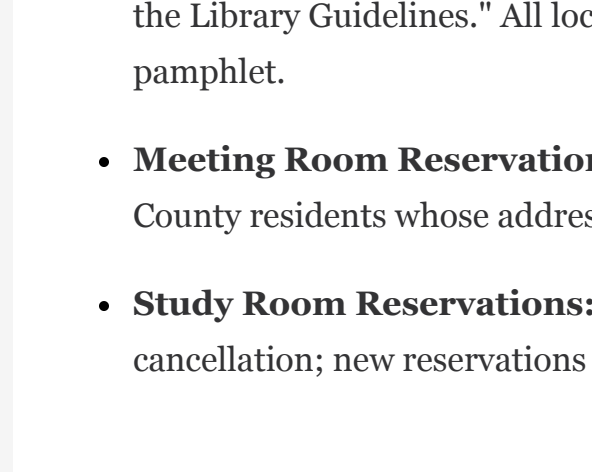 the Library Guidelines." All loc
pamphlet.
Meeting Room Reservation
County residents whose addres
Study Room Reservations:
cancellation; new reservations